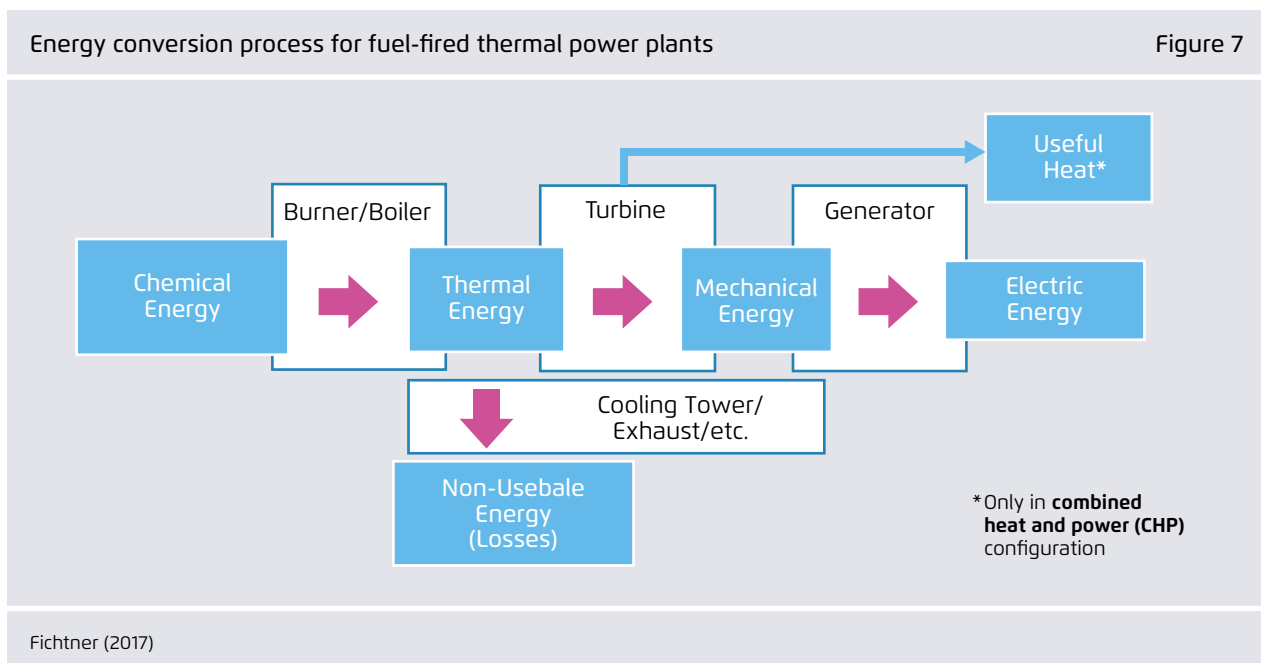 Energy conversion process for fuel-fired thermal power plants
Figure 7
Useful
Heat*
Burner/Boiler
Turbine
Generator
Chemical
Energy
Thermal
Energy
Mechanical
Energy
Electric
Energy
Cooling Tower/
Exhaust/etc.
Non-Usebale
Energy
(Losses)
*Only in combined
heat and power (CHP)
configuration
Fichtner (2017)